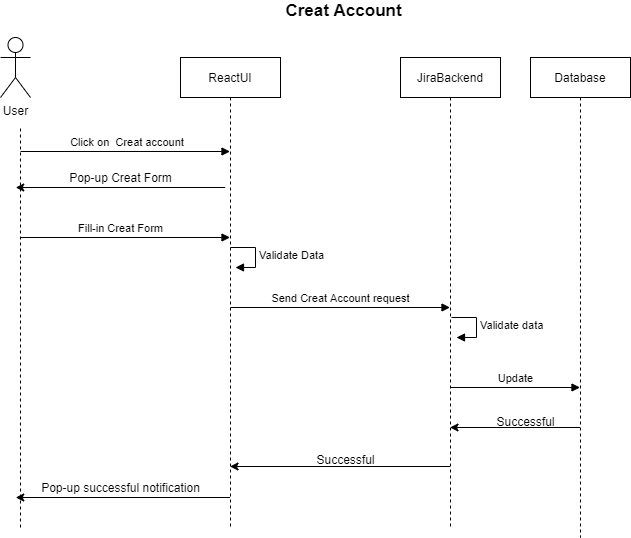 Creat Account
ReactUI
JiraBackend
Database
User
Click on Creat account
Pop-up Creat Form
Fill-in Creat Form
Validate Data
Send Creat Account request
Validate data
Update
Successful
Successful
Pop-up successful notification